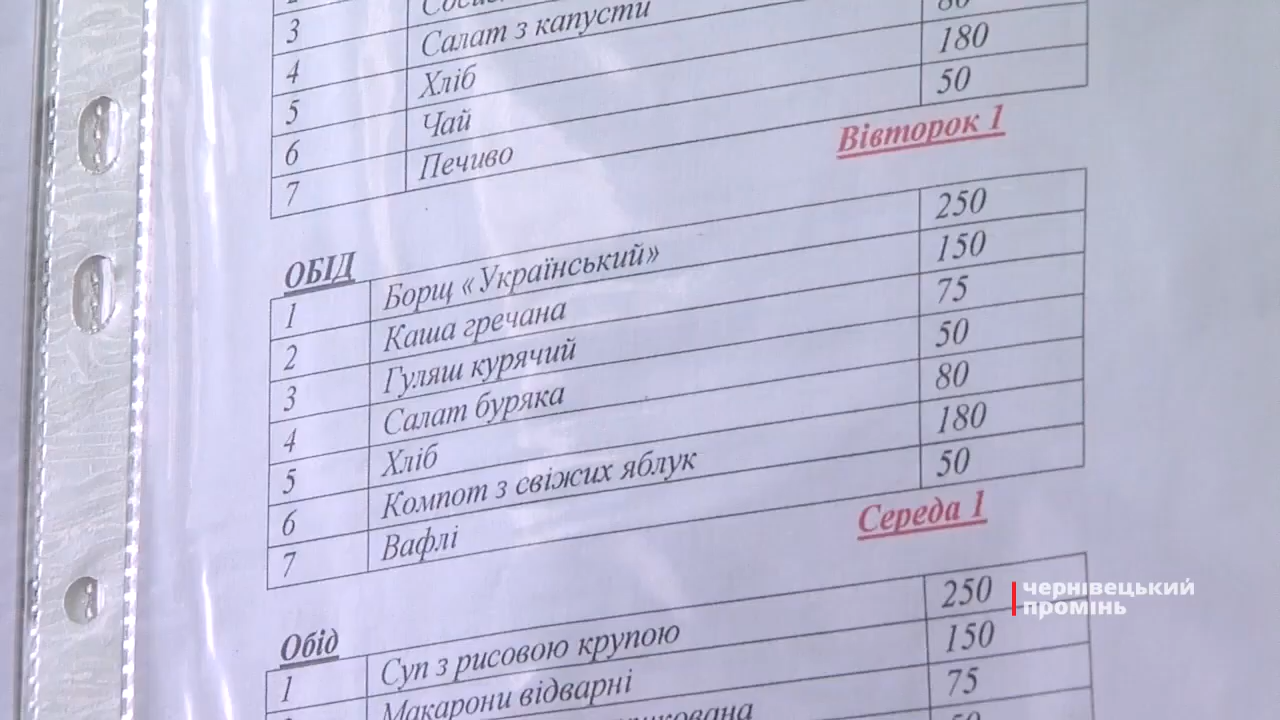 3
4 Салат з капусти 80
5 Хліб 180
6 Чай 50
7 Печиво
Вівторок 1
ОБІД
1 Борщ «Український» 250
2 Каша гречана 150
3 Гуляш курячий 75
4 Салат буряка 50
5 Хліб 80
6 Компот з свіжих яблук 180
7 Вафлі 50
Середа 1
Обід
1 Суп з рисовою крупою 250
Макарони відварні 150
75
чернівецький
промінь